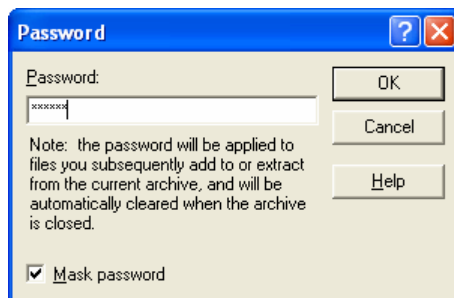 Password
Password:
OK
xxxxxx
Cancel
Note: the password will be applied to
files you subsequently add to or extract
from the current archive, and will be
automatically cleared when the archive
is closed.
Help
Mask password